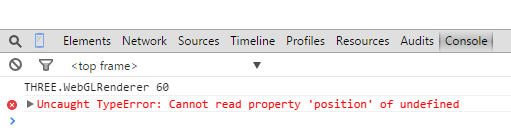 Elements Network Sources Timeline Profiles Resources Audits Console
<top frame>
THREE.WebGLRenderer 60
Uncaught TypeError: Cannot read property 'position' of undefined